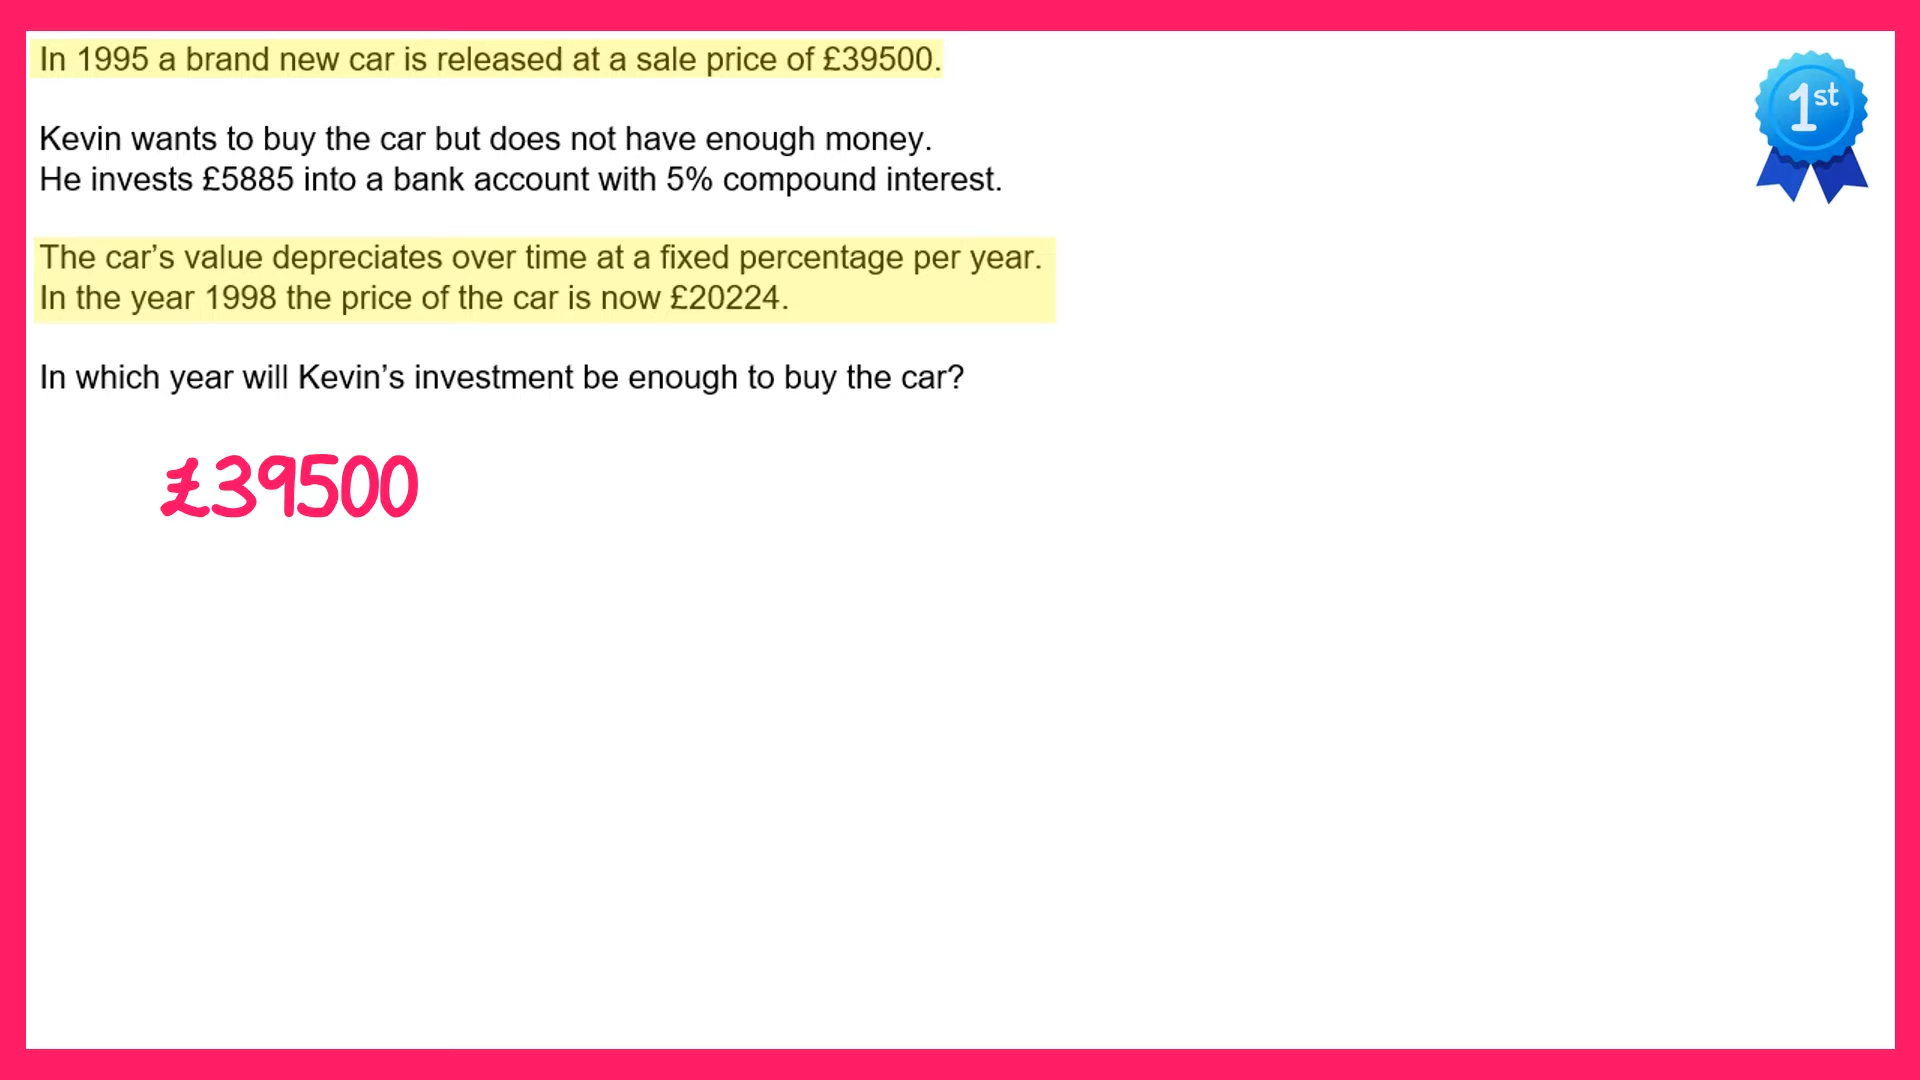 In 1995 a brand new car is released at a sale price of £39500.
1st
Kevin wants to buy the car but does not have enough money.
He invests £5885 into a bank account with 5% compound interest.
The car’s value depreciates over time at a fixed percentage per year.
In the year 1998 the price of the car is now £20224.
In which year will Kevin’s investment be enough to buy the car?
£39500